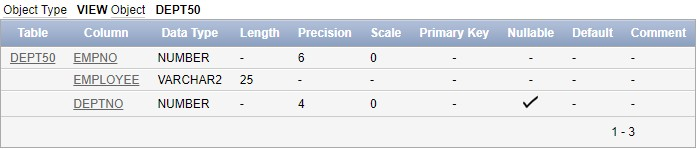 Object Type VIEW Object DEPT50
Table Column Data Type Length Precision Scale Primary Key Nullable Default Comment
DEPT50 EMPNO NUMBER - 6 0 - - - -
EMPLOYEE VARCHAR2 25 - - - - - -
DEPTNO NUMBER - 4 0 - ✓ - -
1 - 3